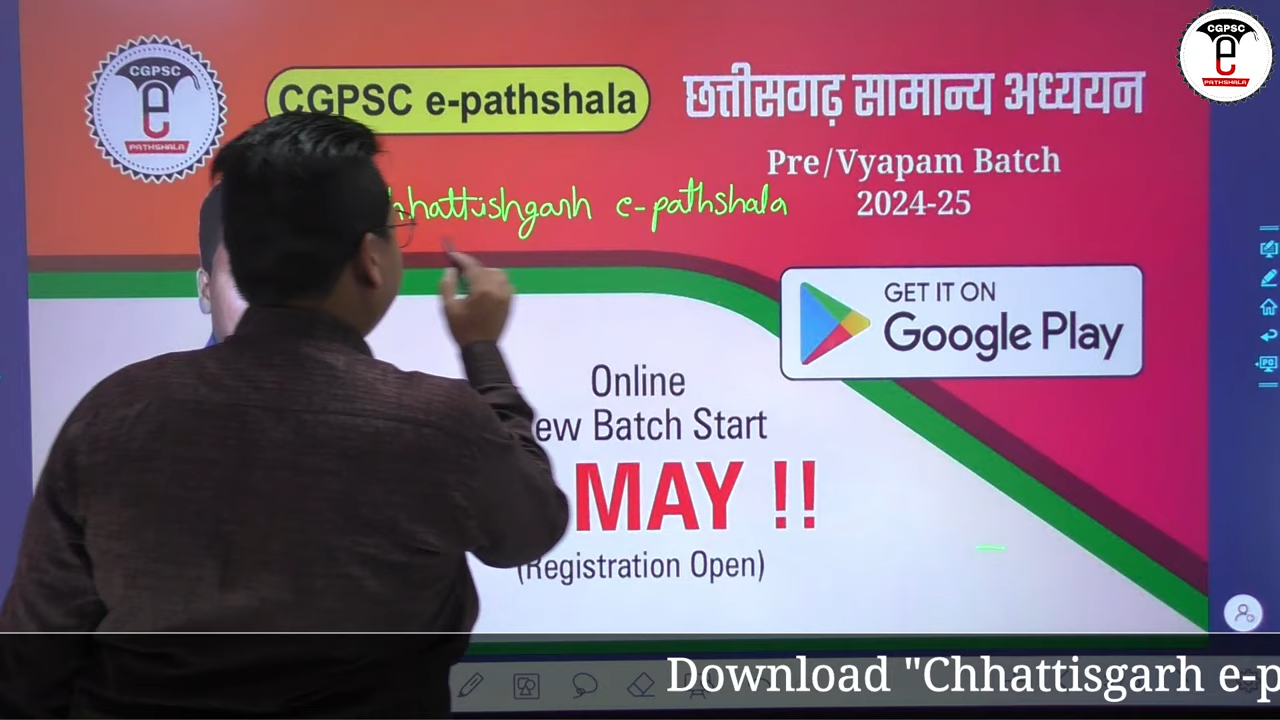 CGPSC
e
PATHSHALA
CGPSC e-pathshala
छत्तीसगढ़ सामान्य अध्ययन
CGPSC
e
PATHSHALA
Pre/Vyapam Batch
2024-25
e-pathshala
GET IT ON
Google Play
Online
ew Batch Start
MAY !!
(Registration Open)
Download "Chhattisgarh e-p